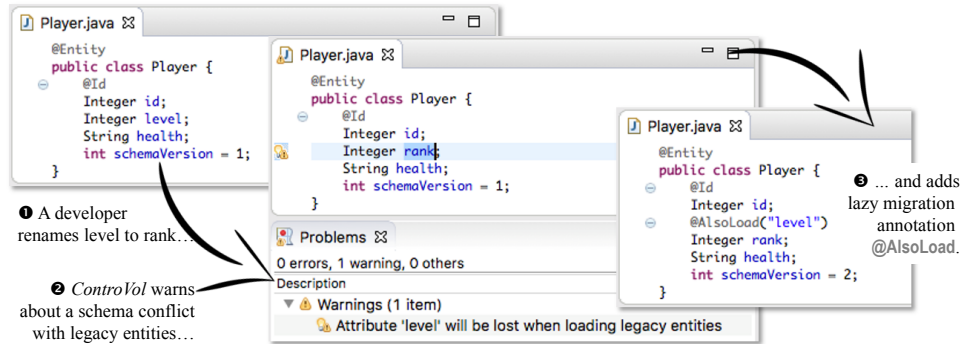 Player.java
@Entity
public class Player {
@Id
Integer id;
Integer level;
String health;
int schemaVersion = 1;
}
❶ A developer
renames level to rank…
Player.java
@Entity
public class Player {
@Id
Integer id;
Integer rank;
String health;
int schemaVersion = 1;
}
❷ ControVol warns
about a schema conflict
with legacy entities…
Problems
0 errors, 1 warning, 0 others
Description
Warnings (1 item)
Attribute 'level' will be lost when loading legacy entities
Player.java
@Entity
public class Player {
@Id
Integer id;
@AlsoLoad("level")
Integer rank;
String health;
int schemaVersion = 2;
}
❸ … and adds
lazy migration
annotation
@AlsoLoad.